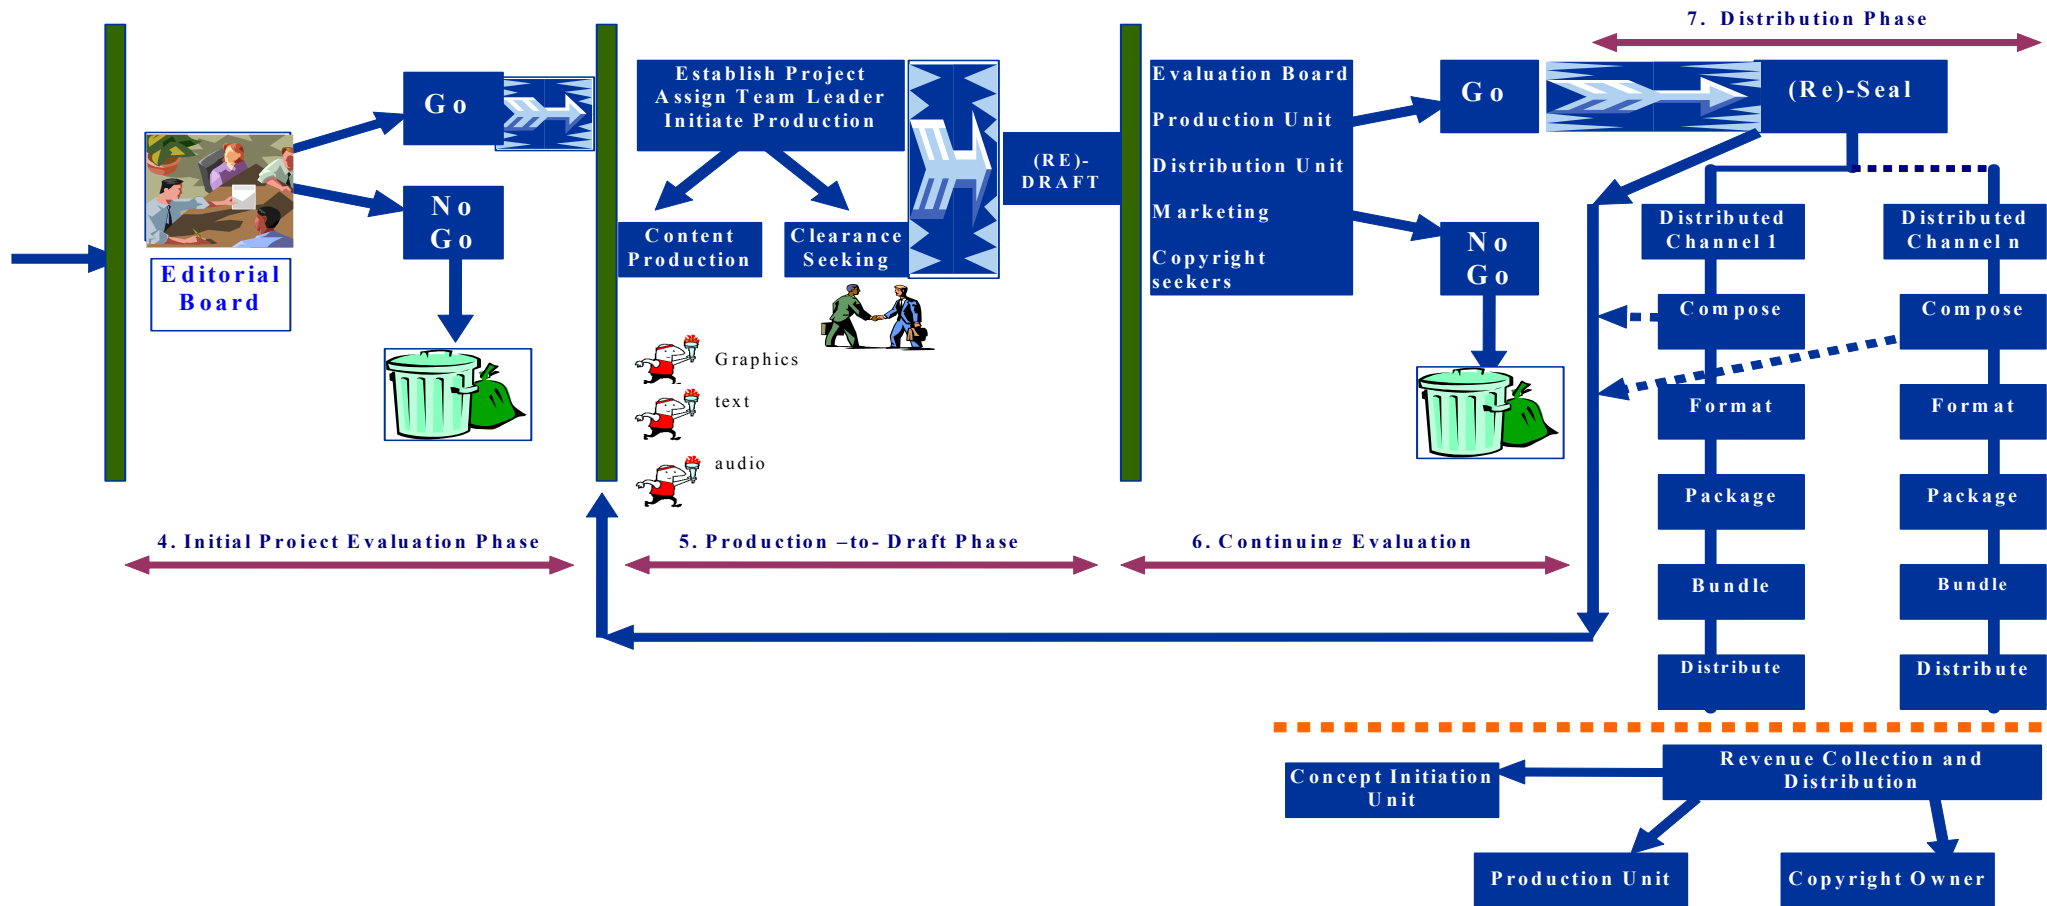 7. Distribution Phase
Go
Editorial
Board
No
Go
Establish Project
Assign Team Leader
Initiate Production
Content
Production
Clearance
Seeking
Graphics
text
audio
(RE)-
DRAFT
Evaluation Board
Production Unit
Distribution Unit
Marketing
Copyright
seekers
Go
No
Go
(Re)-Seal
Distributed
Channel 1
Compose
Format
Package
Bundle
Distribute
Distributed
Channel n
Compose
Format
Package
Bundle
Distribute
4. Initial Project Evaluation Phase
5. Production –to- Draft Phase
6. Continuing Evaluation
Revenue Collection and
Distribution
Concept Initiation
Unit
Production Unit
Copyright Owner